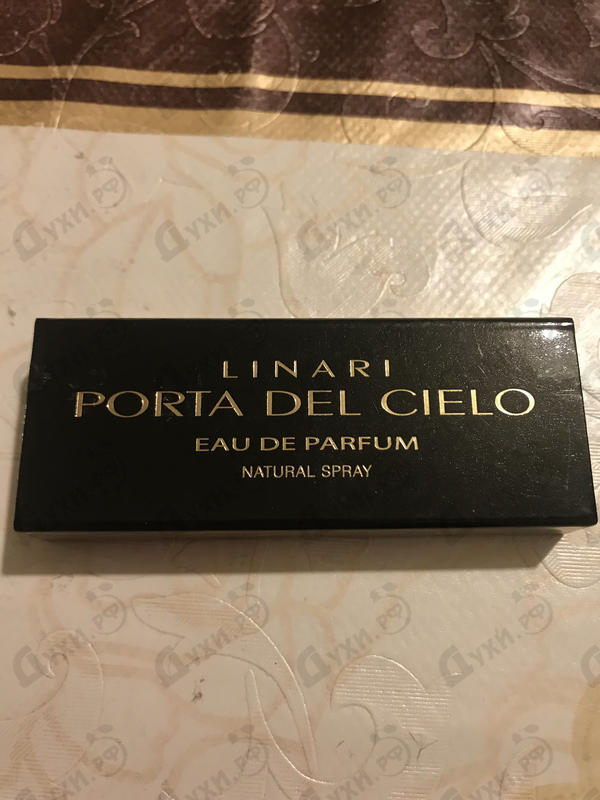 LINARI
PORTA DEL CIELO
EAU DE PARFUM
NATURAL SPRAY
Духи.рф